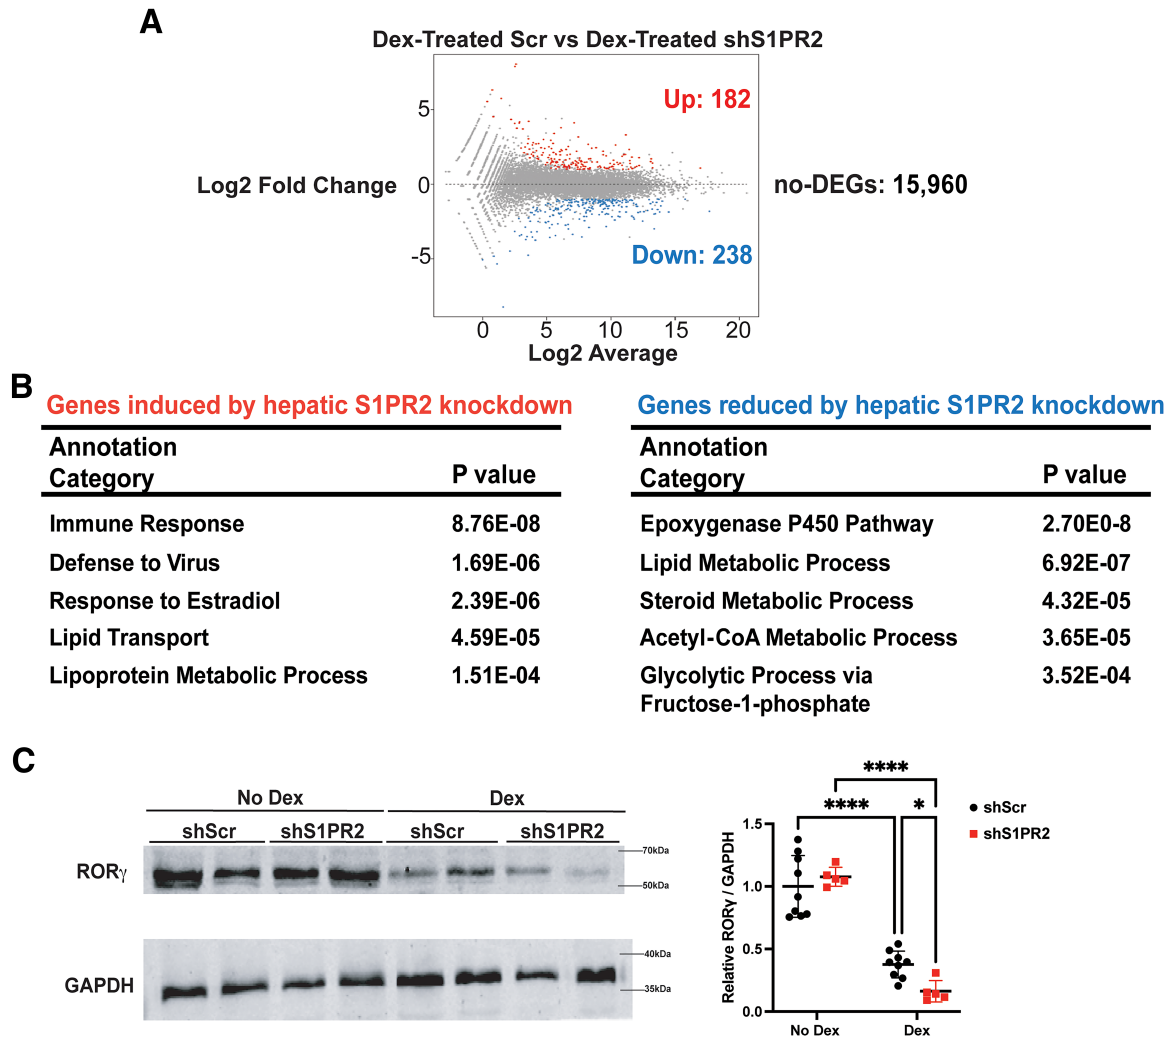 A
Dex-Treated Scr vs Dex-Treated shS1PR2
Up: 182
5
Log2 Fold Change
0
no-DEGs: 15,960
Down: 238
-5
0 5 10 15 20
Log2 Average
B
Genes induced by hepatic S1PR2 knockdown
Annotation
Category
P value
Immune Response 8.76E-08
Defense to Virus 1.69E-06
Response to Estradiol 2.39E-06
Lipid Transport 4.59E-05
Lipoprotein Metabolic Process 1.51E-04
Genes reduced by hepatic S1PR2 knockdown
Annotation
Category
P value
Epoxygenase P450 Pathway 2.70E0-8
Lipid Metabolic Process 6.92E-07
Steroid Metabolic Process 4.32E-05
Acetyl-CoA Metabolic Process 3.65E-05
Glycolytic Process via 3.52E-04
Fructose-1-phosphate
C
No Dex Dex
shScr shS1PR2 shScr shS1PR2
70kDa
RORγ
50kDa
40kDa
GAPDH
35kDa
****
**** *
shScr
shS1PR2
1.5
1.0
0.5
0.0
Relative RORγ / GAPDH
No Dex Dex